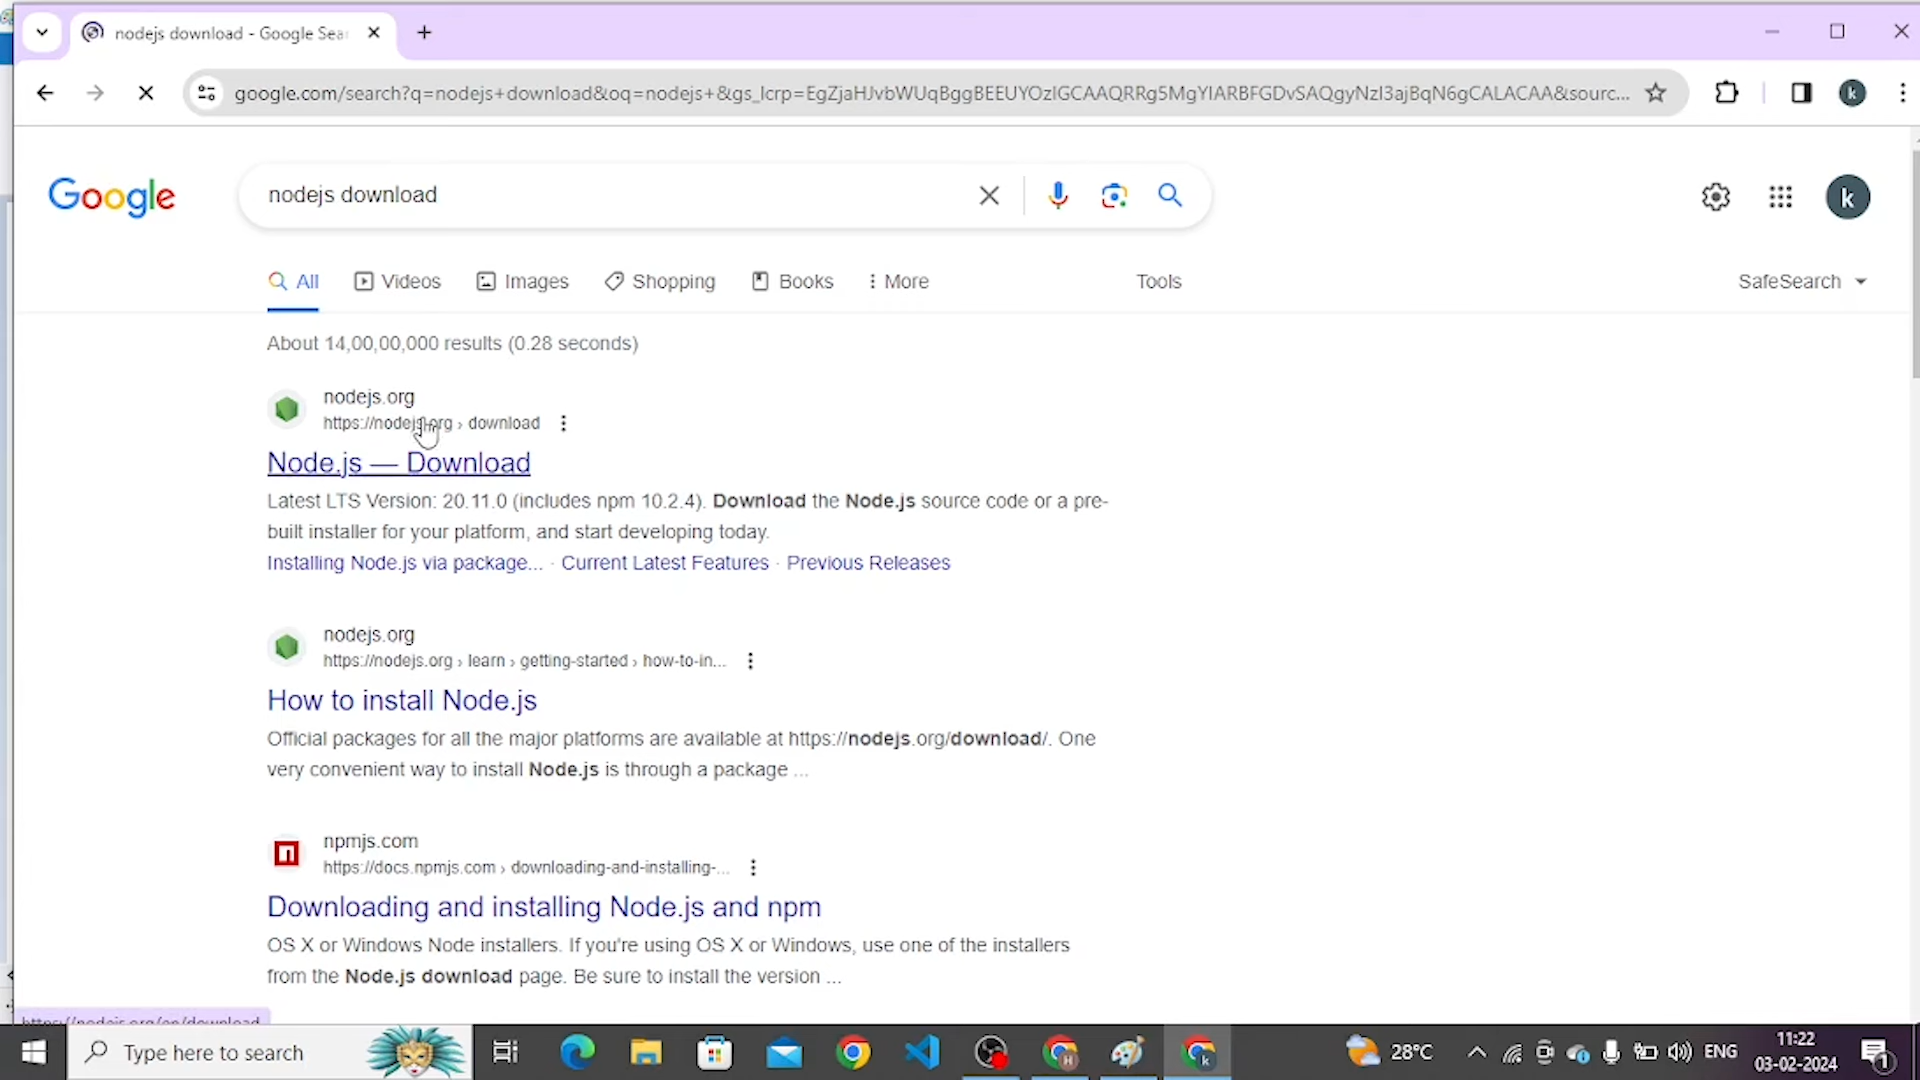 nodejs download - Google Sear
google.com/search?q=nodejs+download&oq=nodejs+&gs_lcrp=EgZjaHJvbWUqBggBEEUYOzIGCAAQRRg5MgYIARBFGDvSAQgyNzI3ajBqN6gCALACAA&sourc...
k
Google
nodejs download
k
All
Videos
Images
Shopping
Books
More
Tools
SafeSearch
About 14,00,00,000 results (0.28 seconds)
nodejs.org
https://nodejs.org › download
Node.js — Download
Latest LTS Version: 20.11.0 (includes npm 10.2.4). Download the Node.js source code or a pre-
built installer for your platform, and start developing today.
Installing Node.js via package... · Current Latest Features · Previous Releases
nodejs.org
https://nodejs.org › learn › getting-started › how-to-in...
How to install Node.js
Official packages for all the major platforms are available at https://nodejs.org/download/. One
very convenient way to install Node.js is through a package ...
npmjs.com
https://docs.npmjs.com › downloading-and-installing-...
Downloading and installing Node.js and npm
OS X or Windows Node installers. If you're using OS X or Windows, use one of the installers
from the Node.js download page. Be sure to install the version ...
https://nodejs.org/en/download
Type here to search
28°C
ENG
11:22
03-02-2024
1